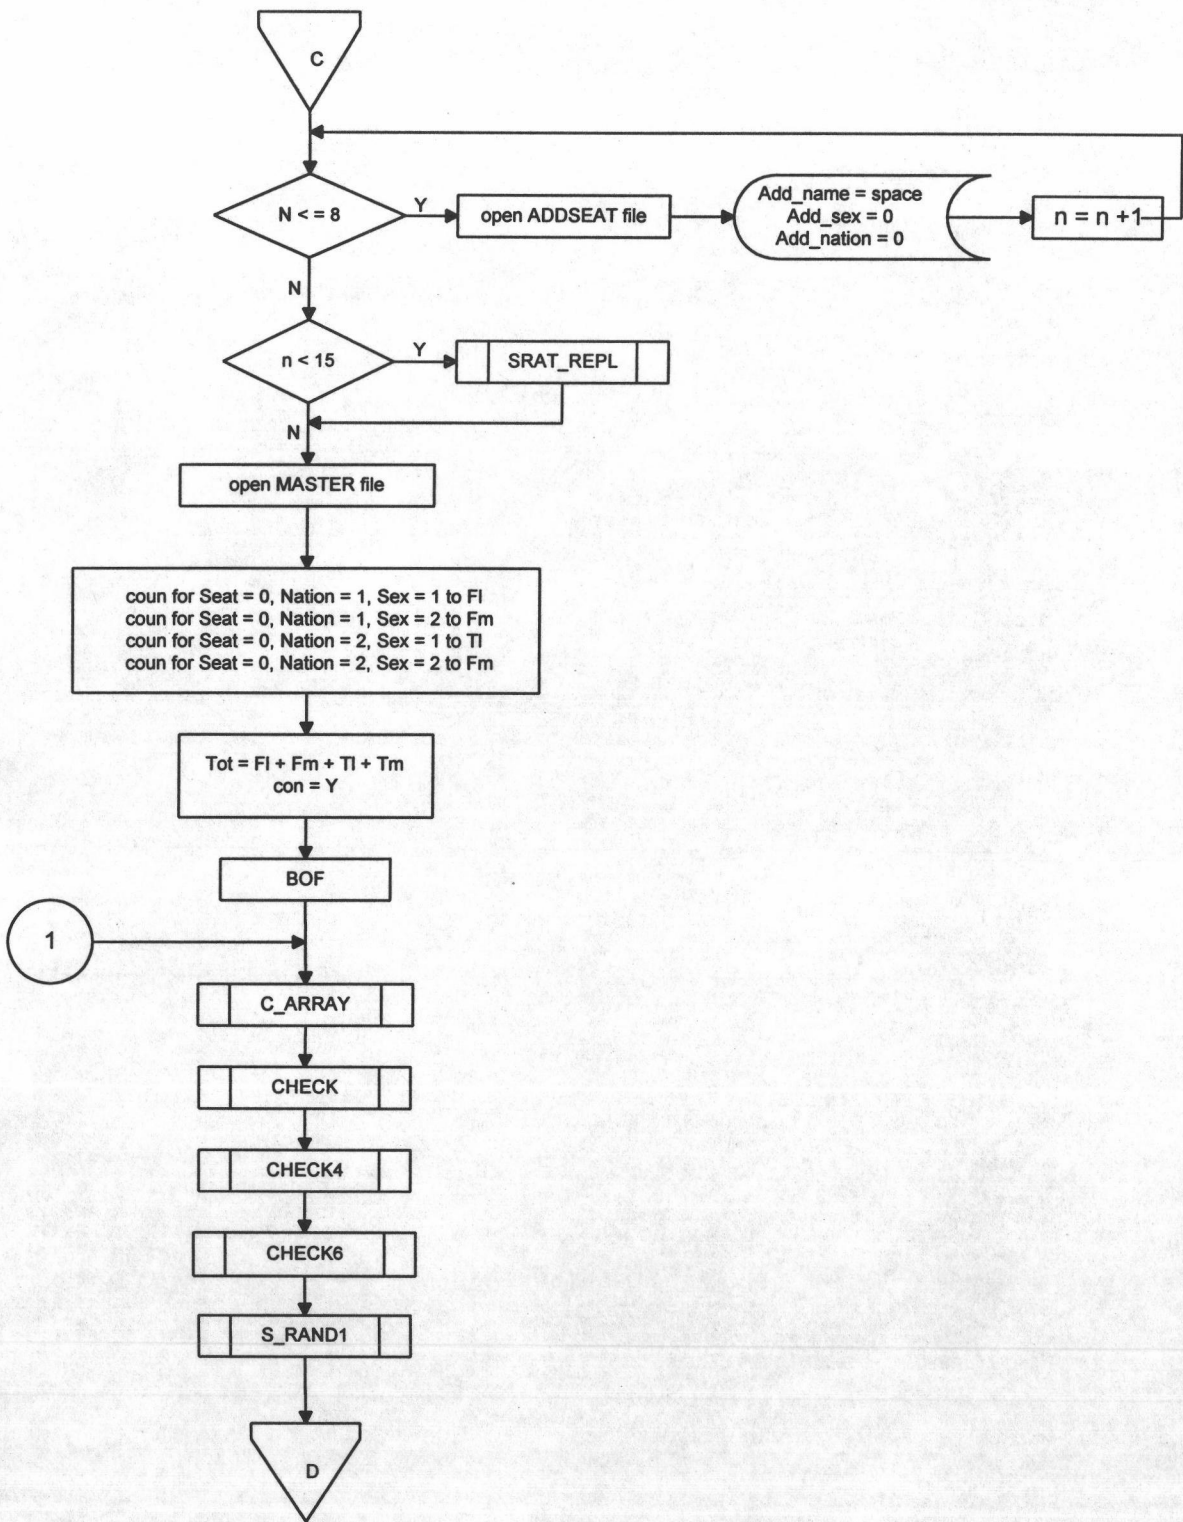 C
N < = 8
Y
open ADDSEAT file
Add_name = space
Add_sex = 0
Add_nation = 0
n = n +1
N
n < 15
Y
SRAT_REPL
N
open MASTER file
coun for Seat = 0, Nation = 1, Sex = 1 to Fl
coun for Seat = 0, Nation = 1, Sex = 2 to Fm
coun for Seat = 0, Nation = 2, Sex = 1 to Tl
coun for Seat = 0, Nation = 2, Sex = 2 to Fm
Tot = Fl + Fm + Tl + Tm
con = Y
BOF
1
C_ARRAY
CHECK
CHECK4
CHECK6
S_RAND1
D